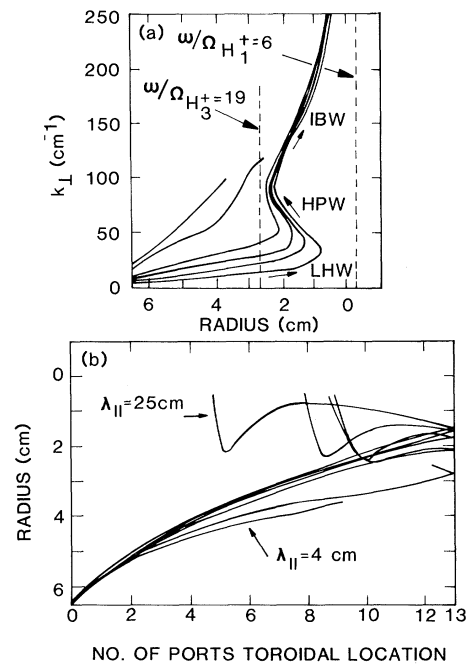 (a)
250
200
150
100
50
0
k⊥ (cm⁻¹)
ω/Ω_H₁⁺=6
ω/Ω_H₃⁺=19
IBW
HPW
LHW
6 4 2 0
RADIUS (cm)
(b)
0
2
4
6
RADIUS (cm)
λ_II=25cm
λ_II=4 cm
0 2 4 6 8 10 12 13
NO. OF PORTS TOROIDAL LOCATION